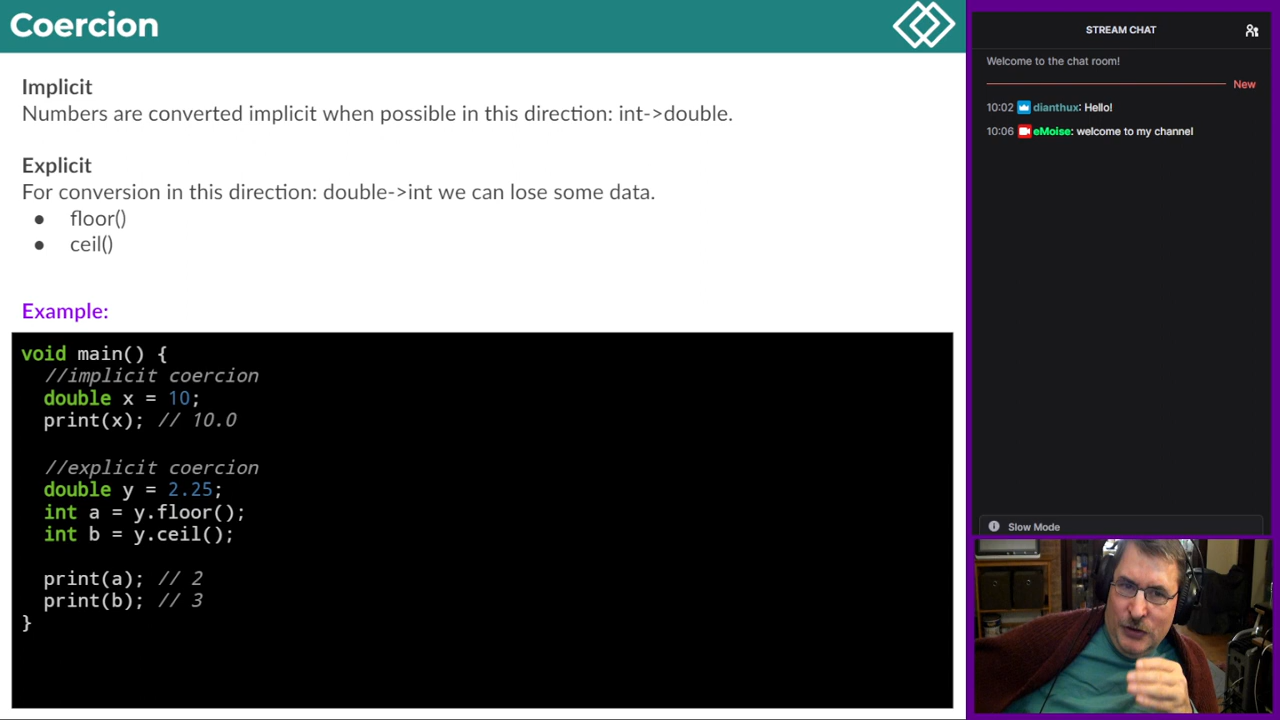 Coercion
Implicit
Numbers are converted implicit when possible in this direction: int->double.
Explicit
For conversion in this direction: double->int we can lose some data.
● floor()
● ceil()
Example:
void main() {
//implicit coercion
double x = 10;
print(x); // 10.0
//explicit coercion
double y = 2.25;
int a = y.floor();
int b = y.ceil();
print(a); // 2
print(b); // 3
}
STREAM CHAT
Welcome to the chat room!
New
10:02 dianthux: Hello!
10:06 eMoise: welcome to my channel
Slow Mode